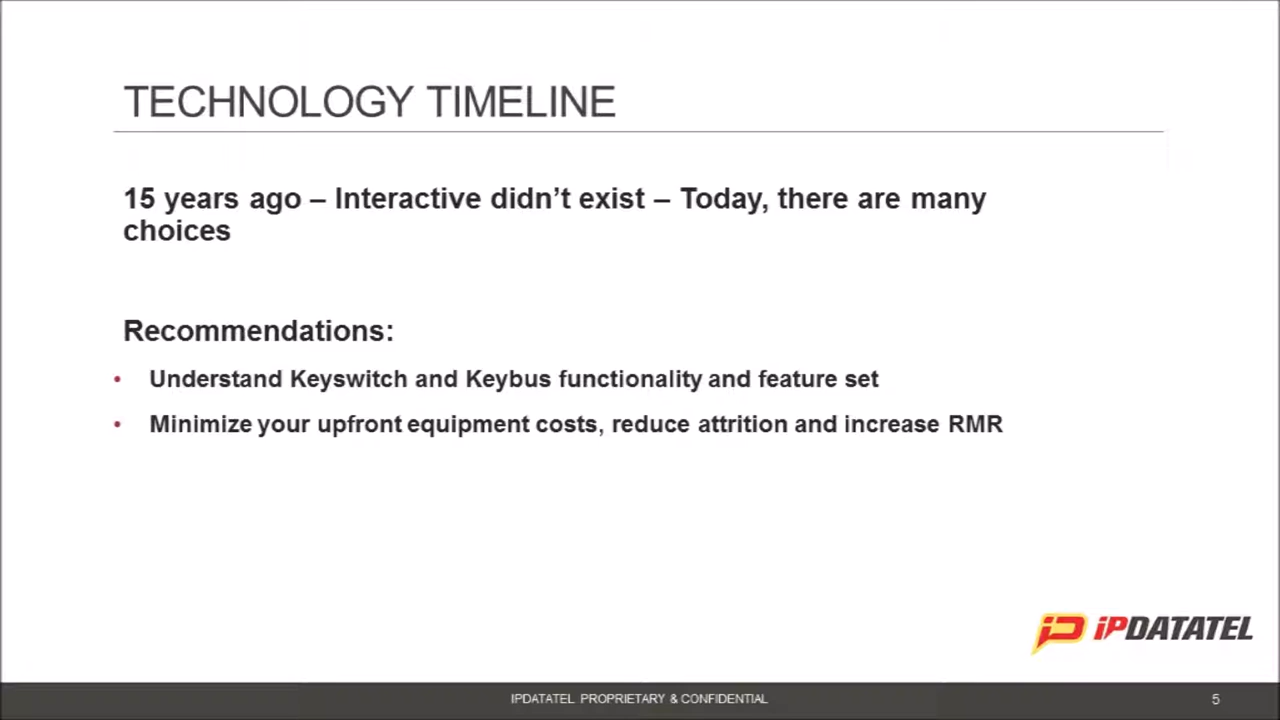 TECHNOLOGY TIMELINE
15 years ago – Interactive didn’t exist – Today, there are many
choices
Recommendations:
• Understand Keyswitch and Keybus functionality and feature set
• Minimize your upfront equipment costs, reduce attrition and increase RMR
iPDATATEL
IPDATATEL PROPRIETARY & CONFIDENTIAL
5